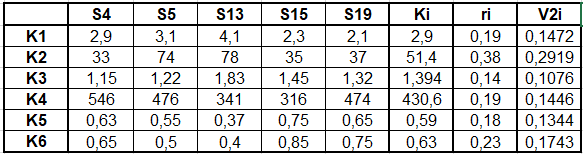 S4 S5 S13 S15 S19 Ki ri V2i
K1 2,9 3,1 4,1 2,3 2,1 2,9 0,19 0,1472
K2 33 74 78 35 37 51,4 0,38 0,2919
K3 1,15 1,22 1,83 1,45 1,32 1,394 0,14 0,1076
K4 546 476 341 316 474 430,6 0,19 0,1446
K5 0,63 0,55 0,37 0,75 0,65 0,59 0,18 0,1344
K6 0,65 0,5 0,4 0,85 0,75 0,63 0,23 0,1743